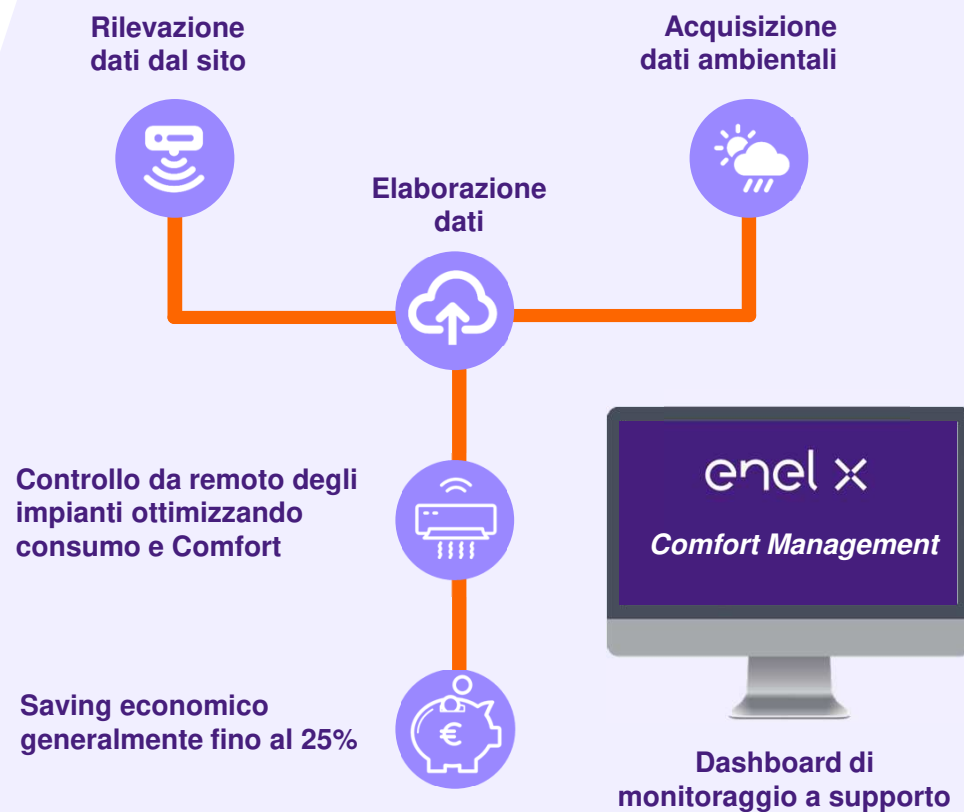 Rilevazione
dati dal sito
Acquisizione
dati ambientali
Elaborazione
dati
Controllo da remoto degli
impianti ottimizzando
consumo e Comfort
enel x
Comfort Management
Saving economico
generalmente fino al 25%
€
Dashboard di
monitoraggio a supporto